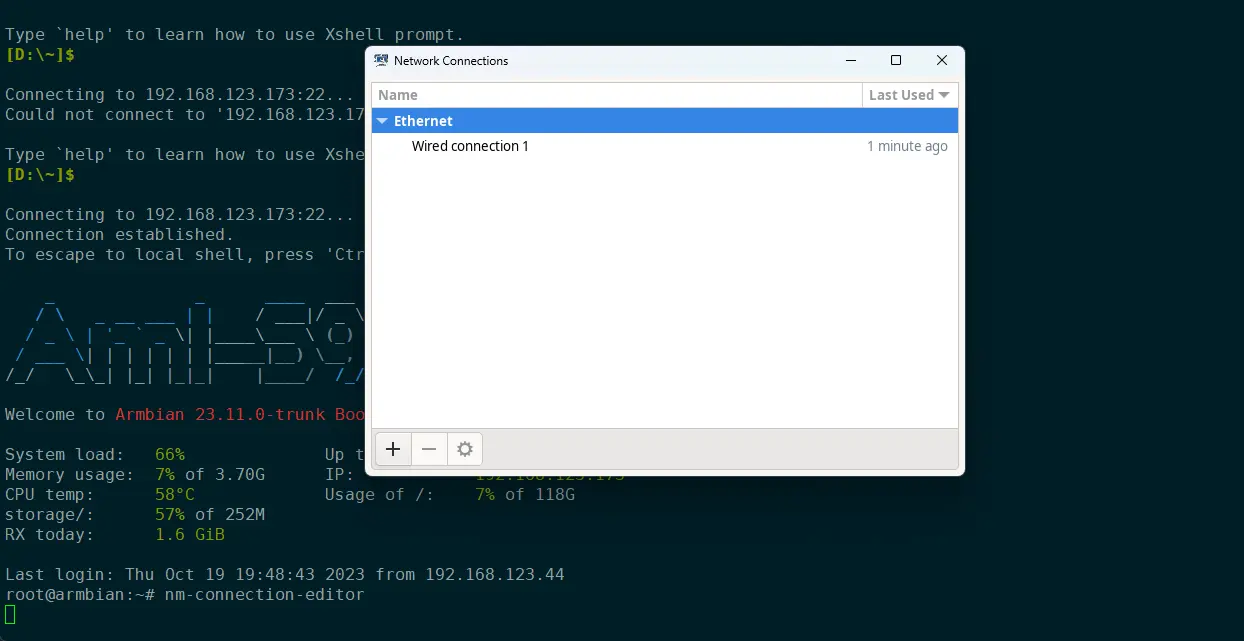 Type `help' to learn how to use Xshell prompt.
[D:\~]$
Connecting to 192.168.123.173:22...
Could not connect to '192.168.123.17
Type `help' to learn how to use Xshe
[D:\~]$
Connecting to 192.168.123.173:22...
Connection established.
To escape to local shell, press 'Ctr
Aml-S9
Welcome to Armbian 23.11.0-trunk Boo
System load: 66% Up t
Memory usage: 7% of 3.70G IP: 192.168.123.173
CPU temp: 58°C Usage of /: 7% of 118G
storage/: 57% of 252M
RX today: 1.6 GiB
Last login: Thu Oct 19 19:48:43 2023 from 192.168.123.44
root@armbian:~# nm-connection-editor
Network Connections
Name Last Used
Ethernet
Wired connection 1 1 minute ago